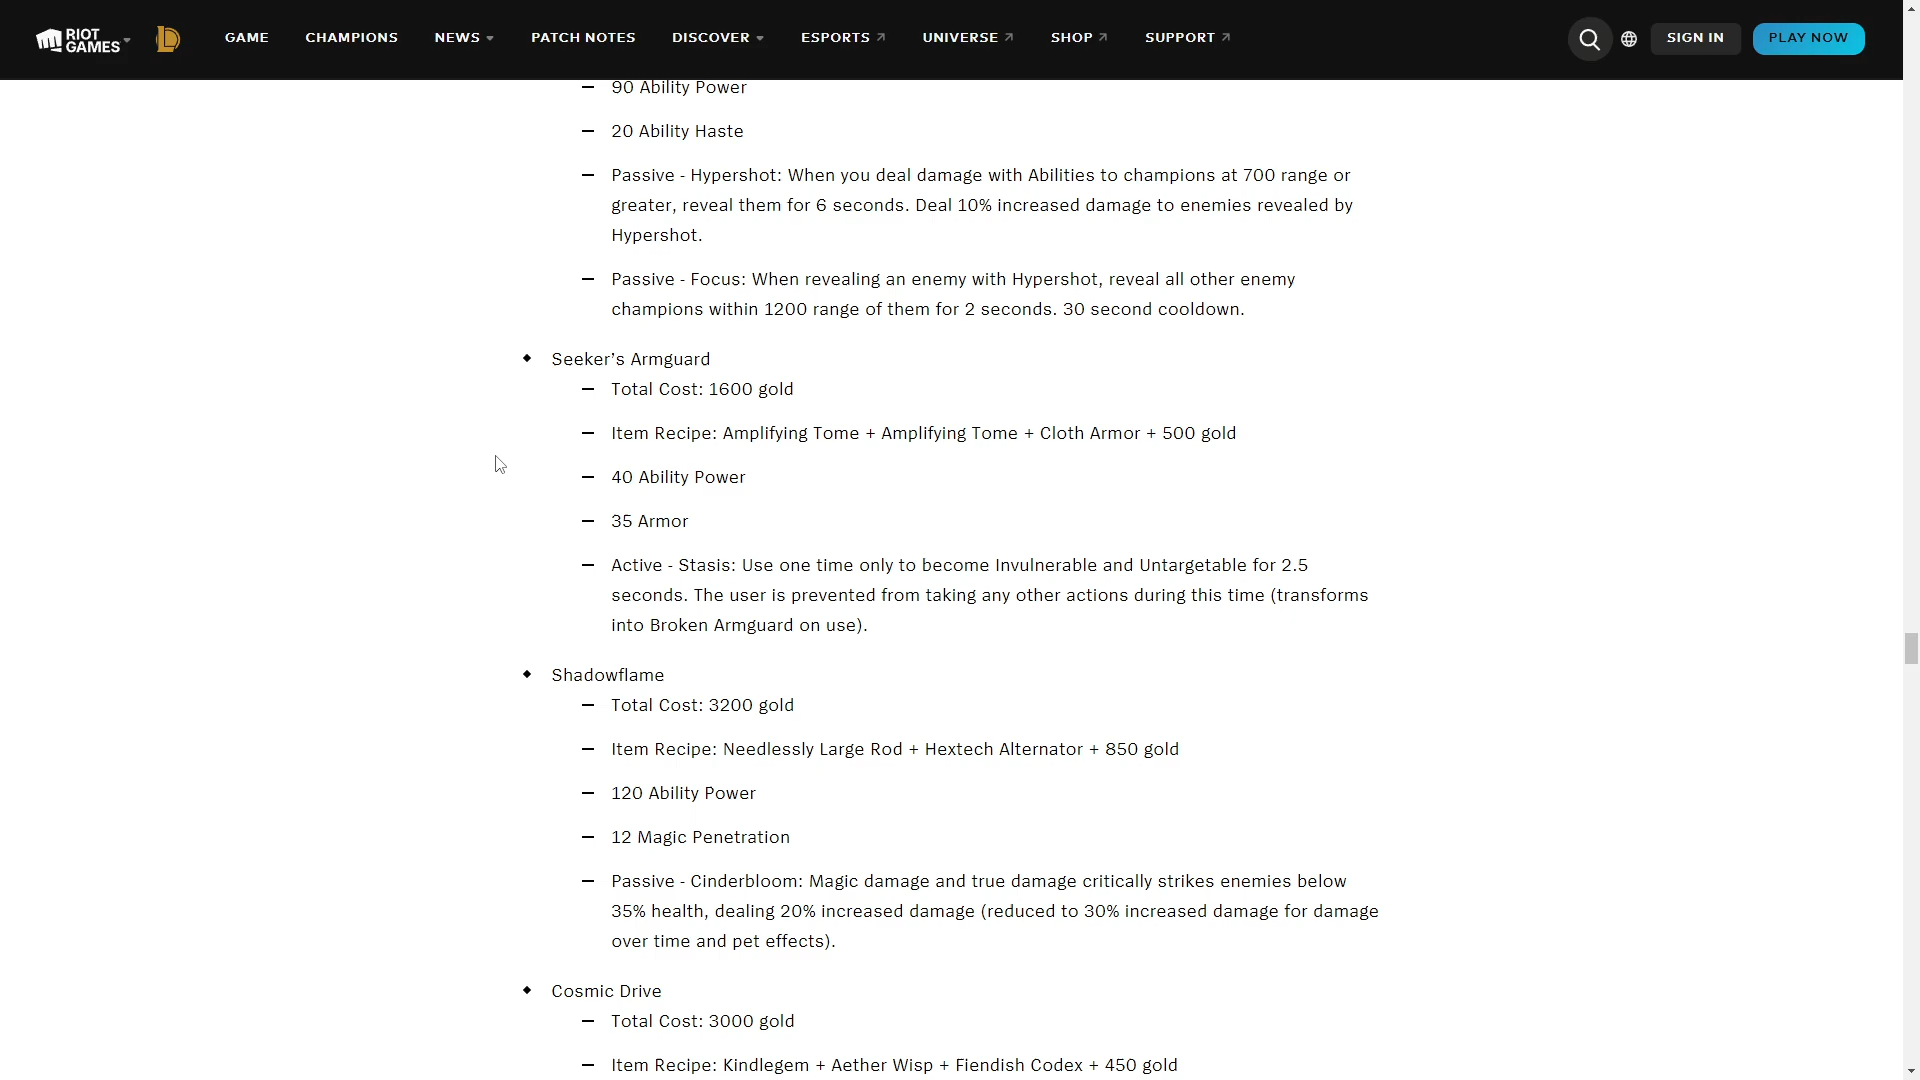 RIOT GAMES
GAME
CHAMPIONS
NEWS
PATCH NOTES
DISCOVER
ESPORTS
UNIVERSE
SHOP
SUPPORT
SIGN IN
PLAY NOW
90 Ability Power
20 Ability Haste
Passive - Hypershot: When you deal damage with Abilities to champions at 700 range or
greater, reveal them for 6 seconds. Deal 10% increased damage to enemies revealed by
Hypershot.
Passive - Focus: When revealing an enemy with Hypershot, reveal all other enemy
champions within 1200 range of them for 2 seconds. 30 second cooldown.
Seeker’s Armguard
Total Cost: 1600 gold
Item Recipe: Amplifying Tome + Amplifying Tome + Cloth Armor + 500 gold
40 Ability Power
35 Armor
Active - Stasis: Use one time only to become Invulnerable and Untargetable for 2.5
seconds. The user is prevented from taking any other actions during this time (transforms
into Broken Armguard on use).
Shadowflame
Total Cost: 3200 gold
Item Recipe: Needlessly Large Rod + Hextech Alternator + 850 gold
120 Ability Power
12 Magic Penetration
Passive - Cinderbloom: Magic damage and true damage critically strikes enemies below
35% health, dealing 20% increased damage (reduced to 30% increased damage for damage
over time and pet effects).
Cosmic Drive
Total Cost: 3000 gold
Item Recipe: Kindlegem + Aether Wisp + Fiendish Codex + 450 gold